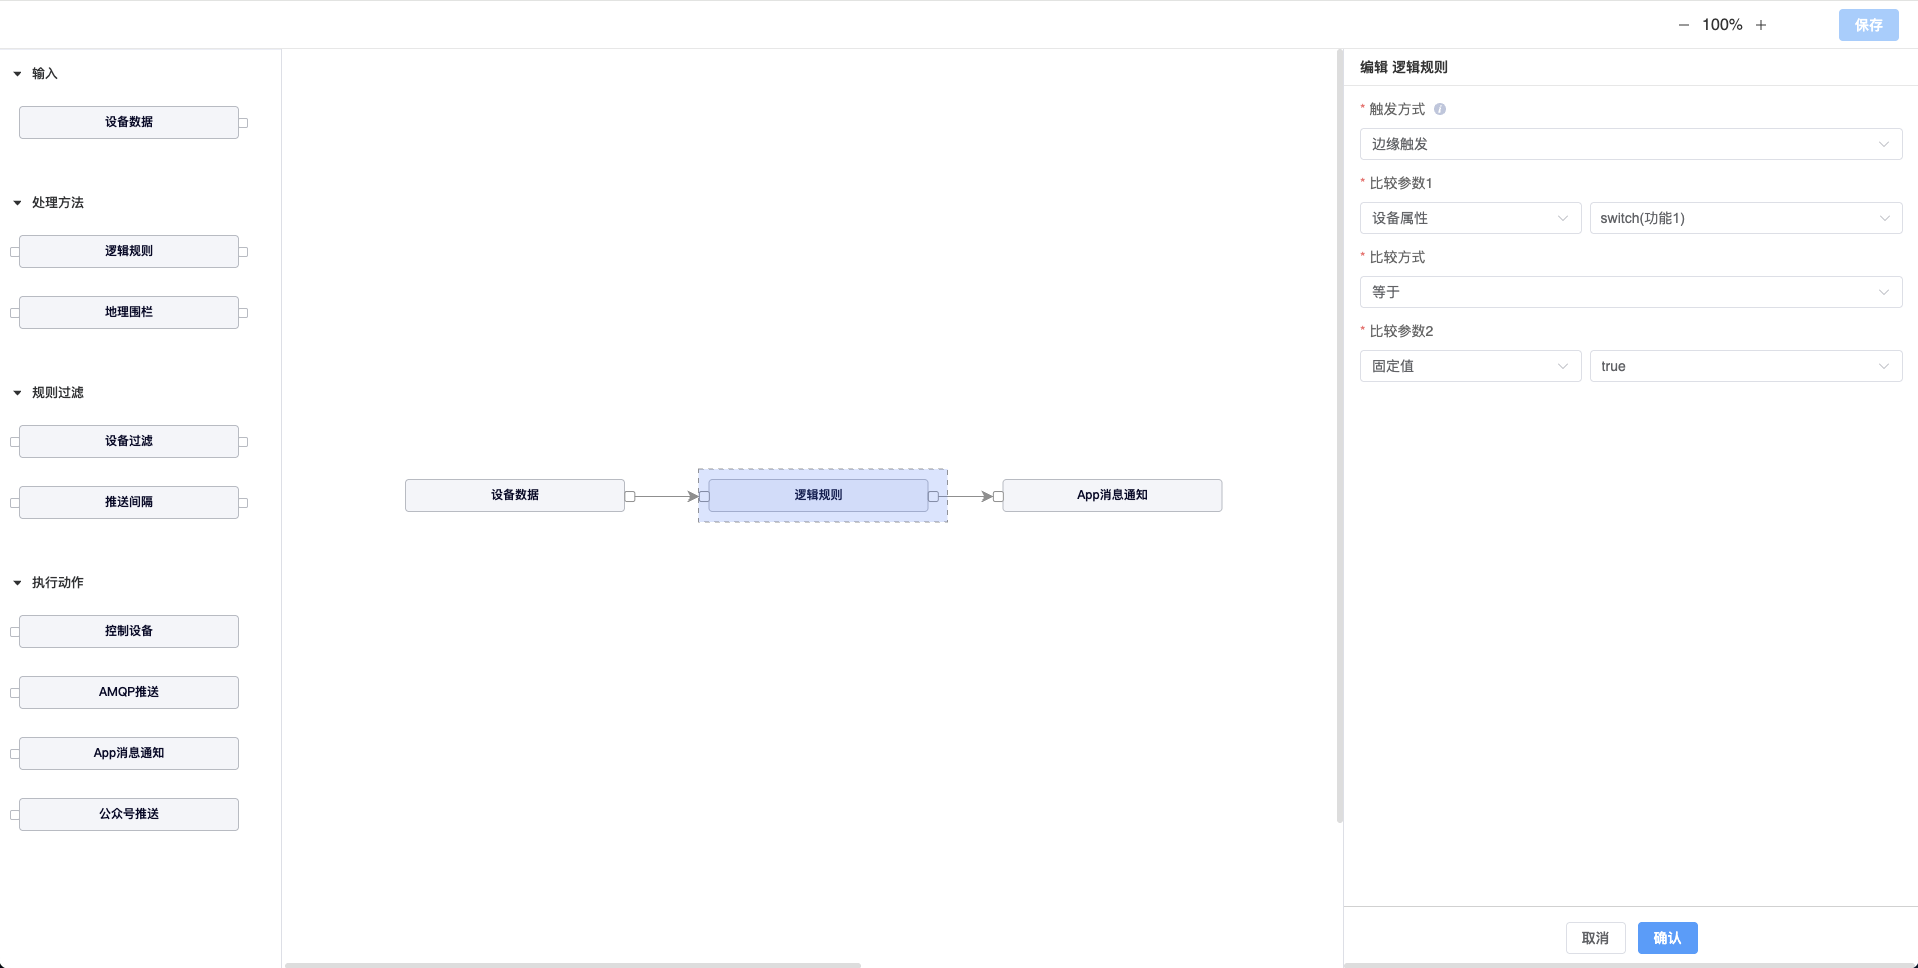 100%
保存
输入
设备数据
处理方法
逻辑规则
地理围栏
规则过滤
设备过滤
推送间隔
执行动作
控制设备
AMQP推送
App消息通知
公众号推送
设备数据
逻辑规则
App消息通知
编辑 逻辑规则
* 触发方式
边缘触发
* 比较参数1
设备属性
switch(功能1)
* 比较方式
等于
* 比较参数2
固定值
true
取消
确认